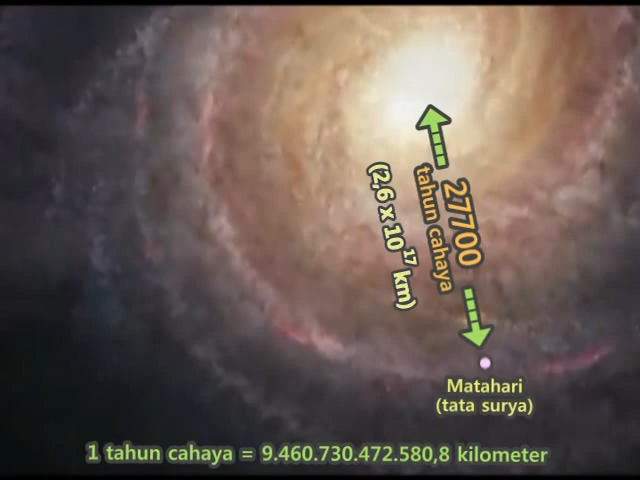 27700
tahun cahaya
(2,6 x 10¹⁷ km)
Matahari
(tata surya)
1 tahun cahaya = 9.460.730.472.580,8 kilometer